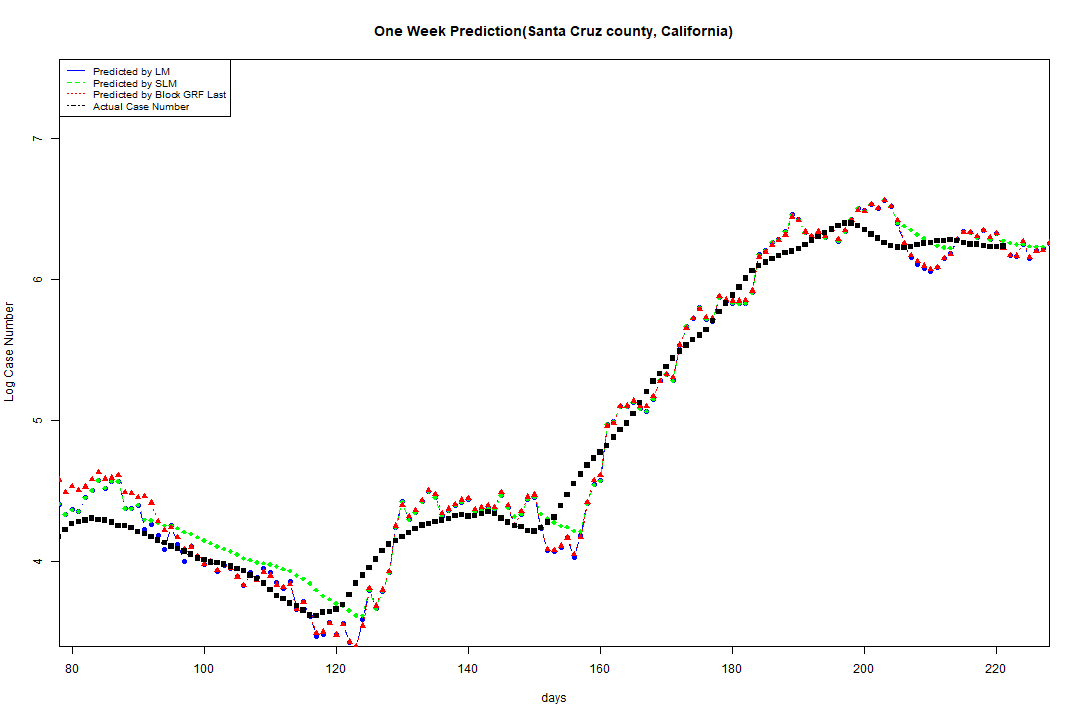 One Week Prediction(Santa Cruz county, California)
Predicted by LM
Predicted by SLM
Predicted by Block GRF Last
Actual Case Number
7
6
5
4
Log Case Number
80 100 120 140 160 180 200 220
days